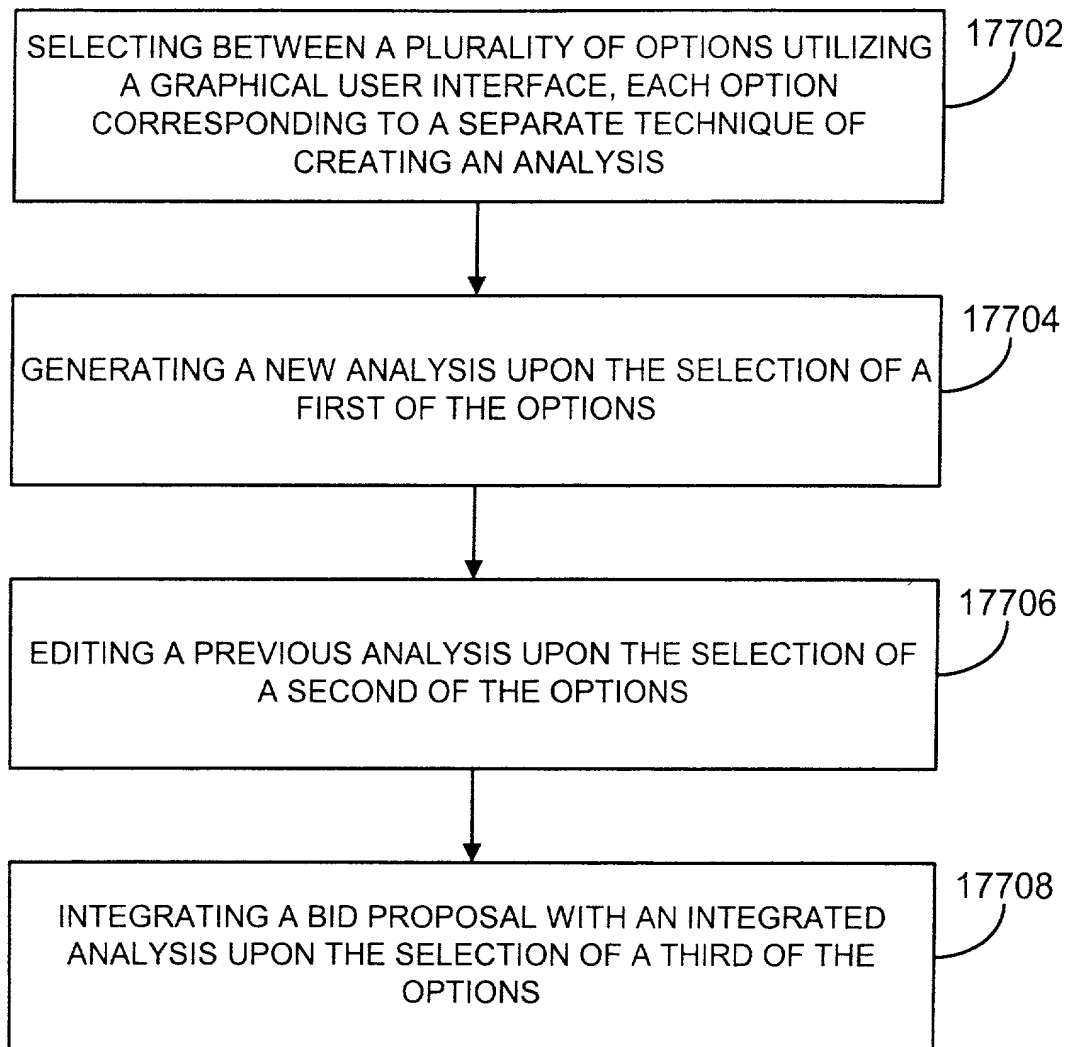 SELECTING BETWEEN A PLURALITY OF OPTIONS UTILIZING
A GRAPHICAL USER INTERFACE, EACH OPTION
CORRESPONDING TO A SEPARATE TECHNIQUE OF
CREATING AN ANALYSIS
17702
GENERATING A NEW ANALYSIS UPON THE SELECTION OF A
FIRST OF THE OPTIONS
17704
EDITING A PREVIOUS ANALYSIS UPON THE SELECTION OF
A SECOND OF THE OPTIONS
17706
INTEGRATING A BID PROPOSAL WITH AN INTEGRATED
ANALYSIS UPON THE SELECTION OF A THIRD OF THE
OPTIONS
17708